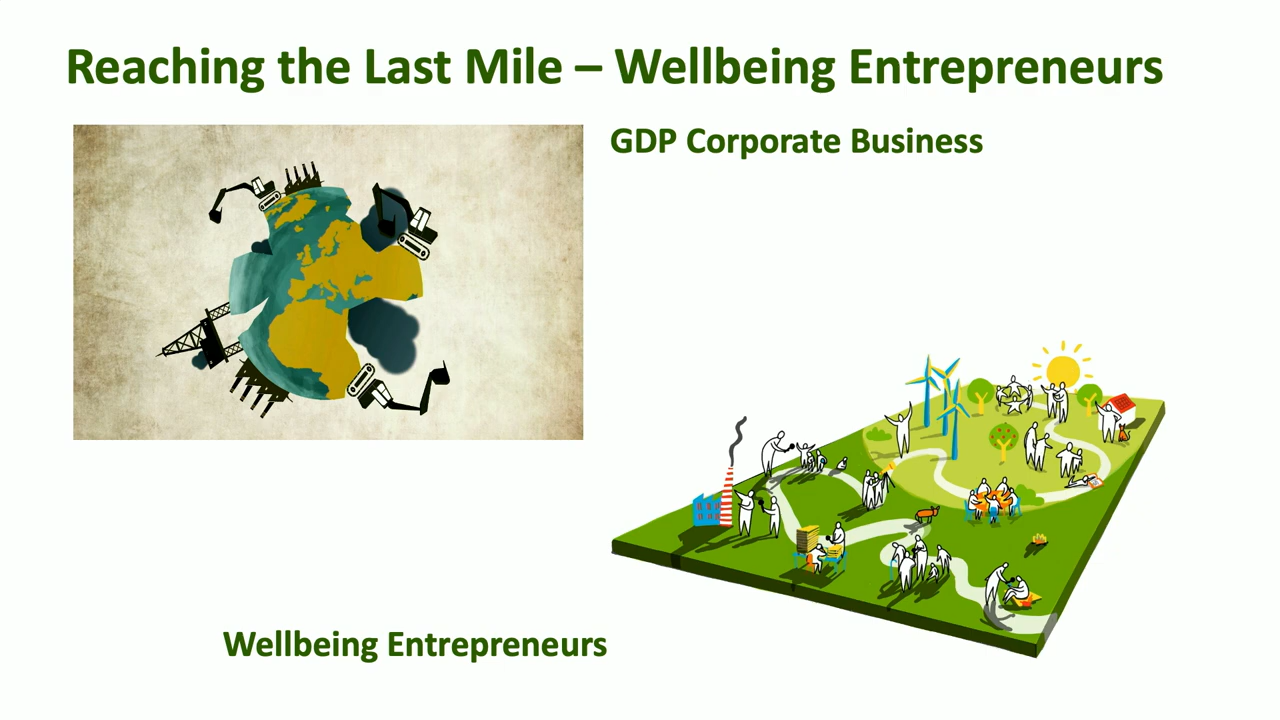 Reaching the Last Mile – Wellbeing Entrepreneurs
GDP Corporate Business
Wellbeing Entrepreneurs